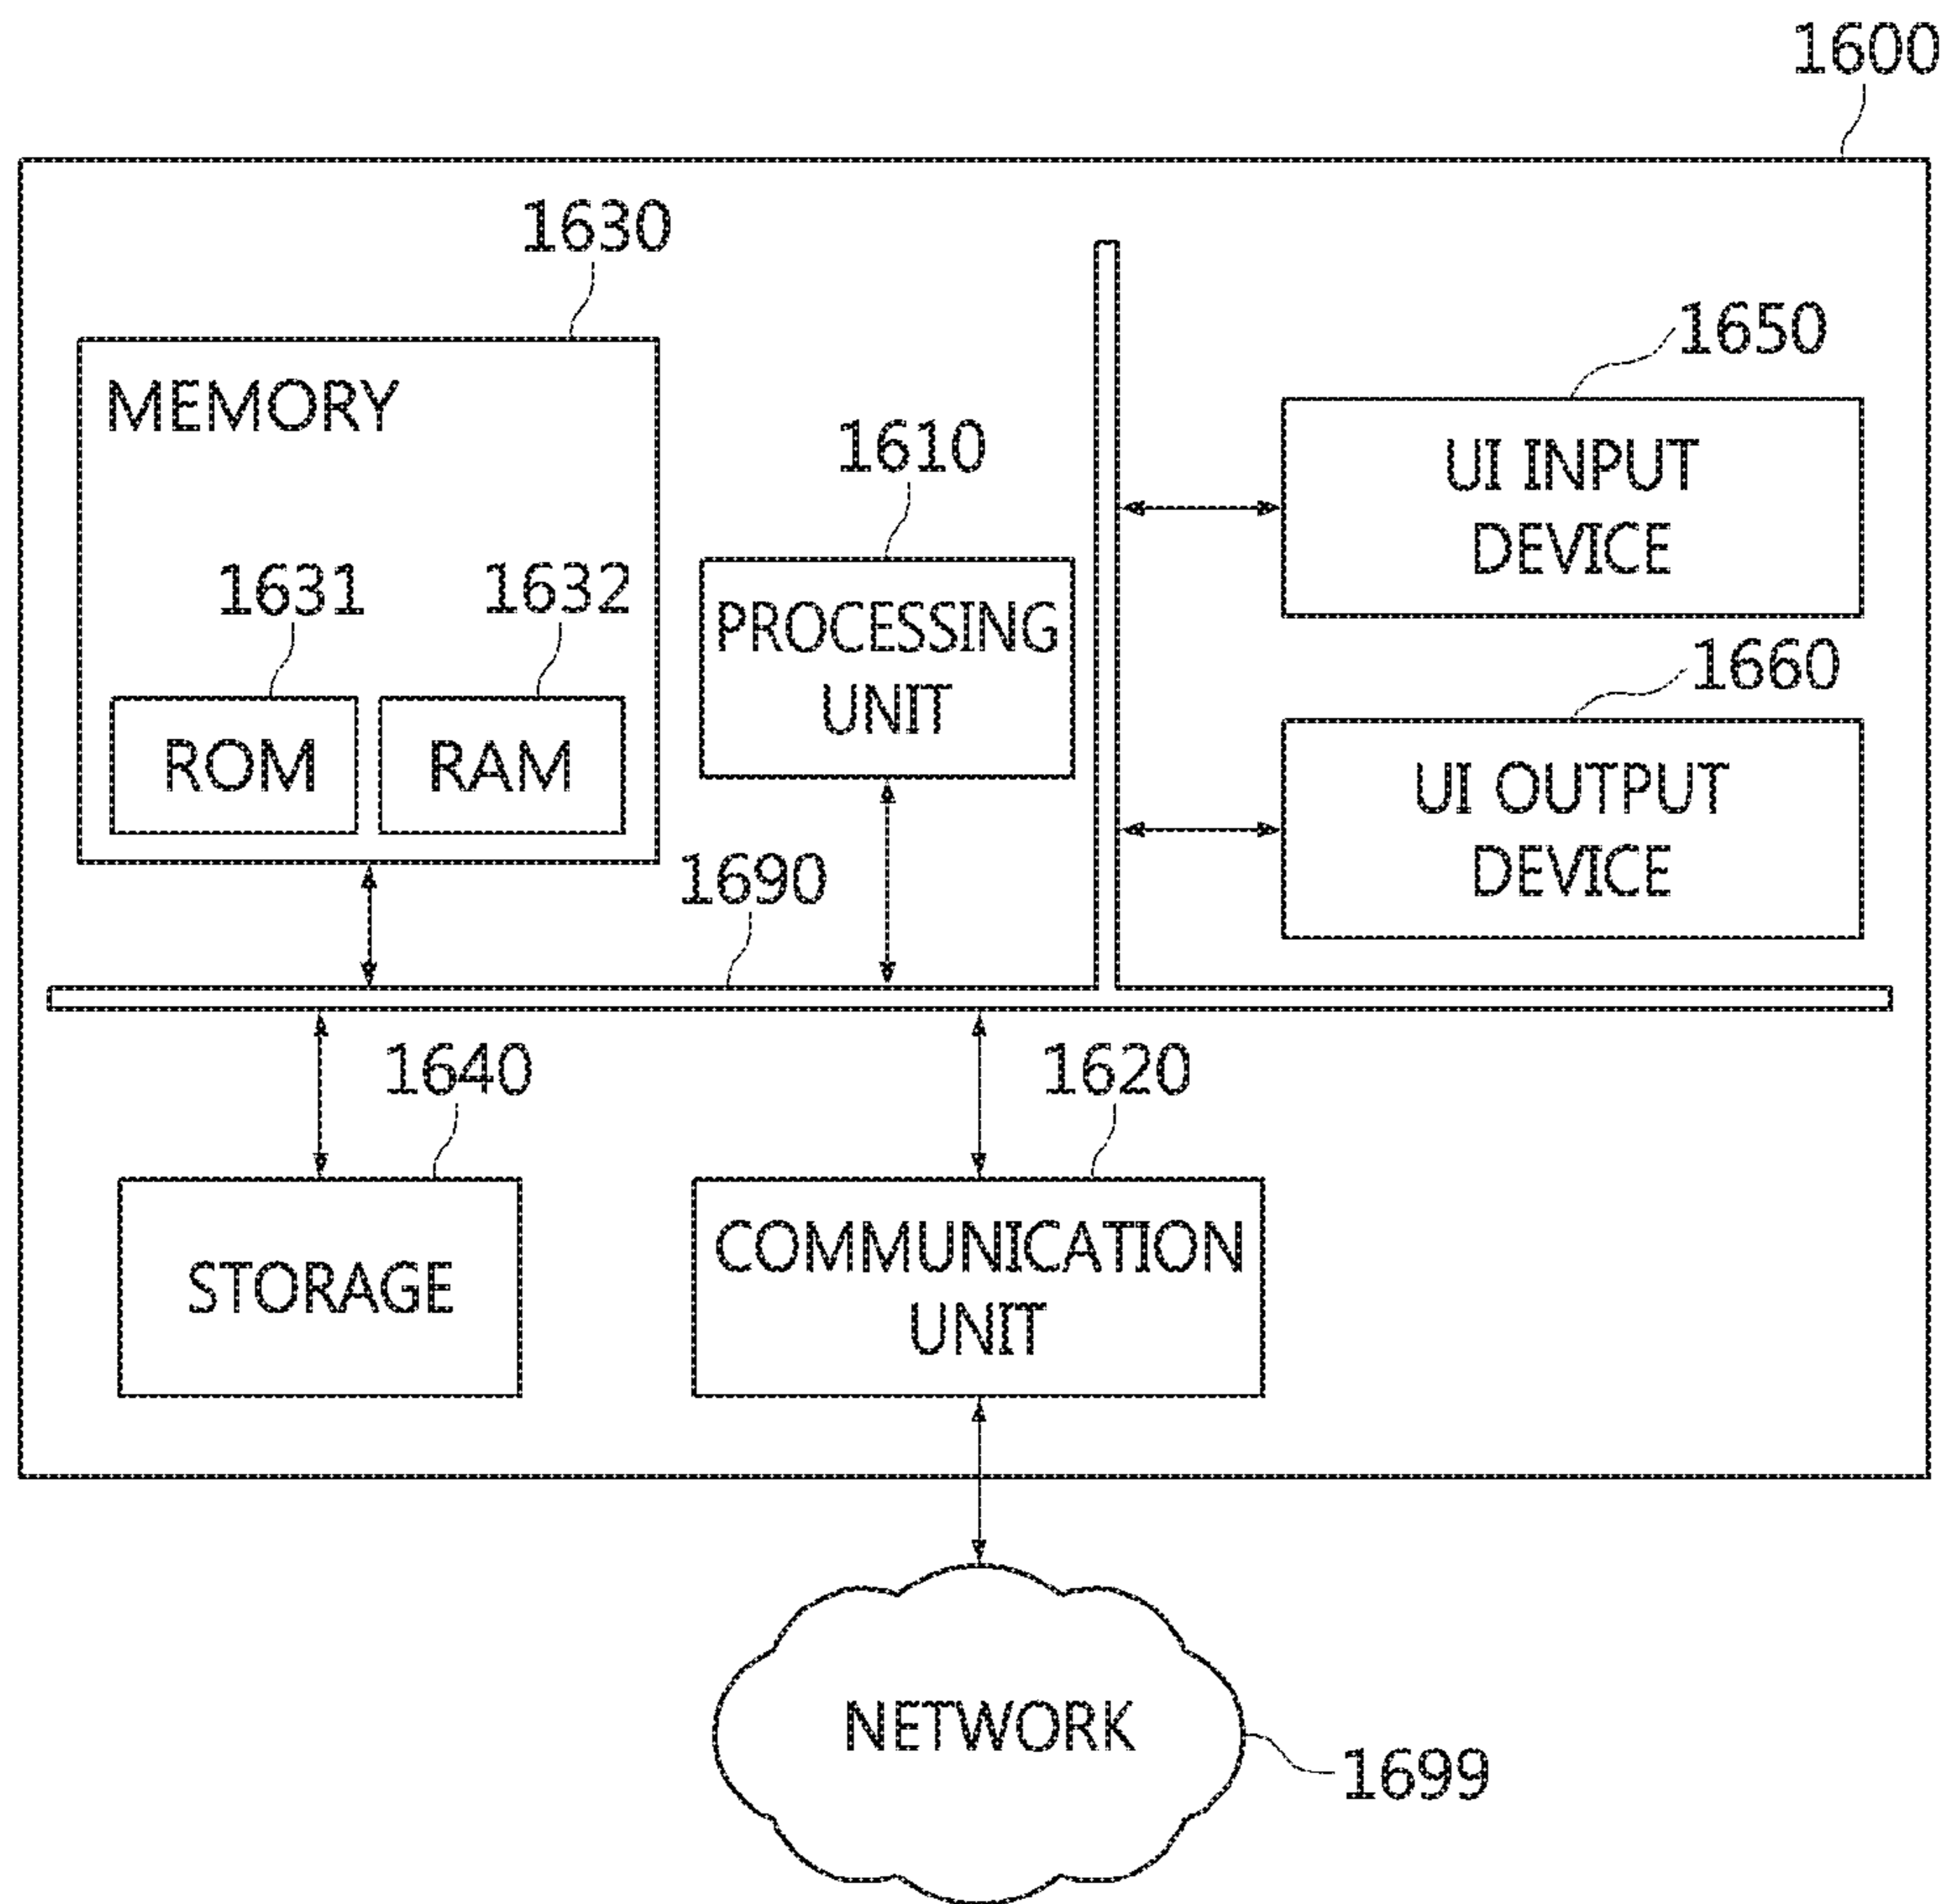 1600
1630
MEMORY
1631
1632
ROM
RAM
1610
PROCESSING
UNIT
1650
UI INPUT
DEVICE
1660
UI OUTPUT
DEVICE
1690
1640
STORAGE
1620
COMMUNICATION
UNIT
NETWORK
1699